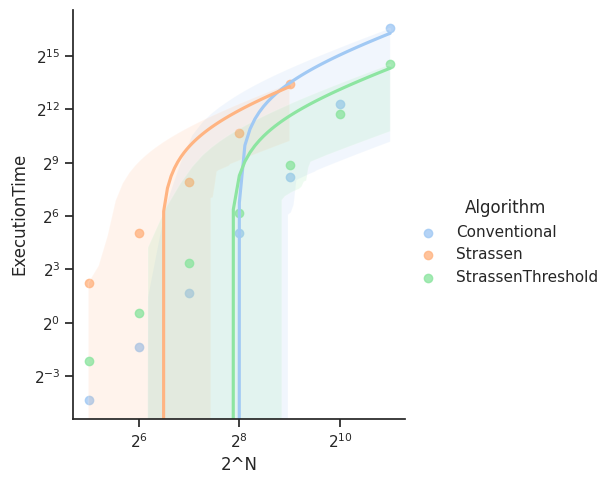 ExecutionTime
2^15
2^12
2^9
2^6
2^3
2^0
2^-3
2^6
2^8
2^10
2^N
Algorithm
Conventional
Strassen
StrassenThreshold